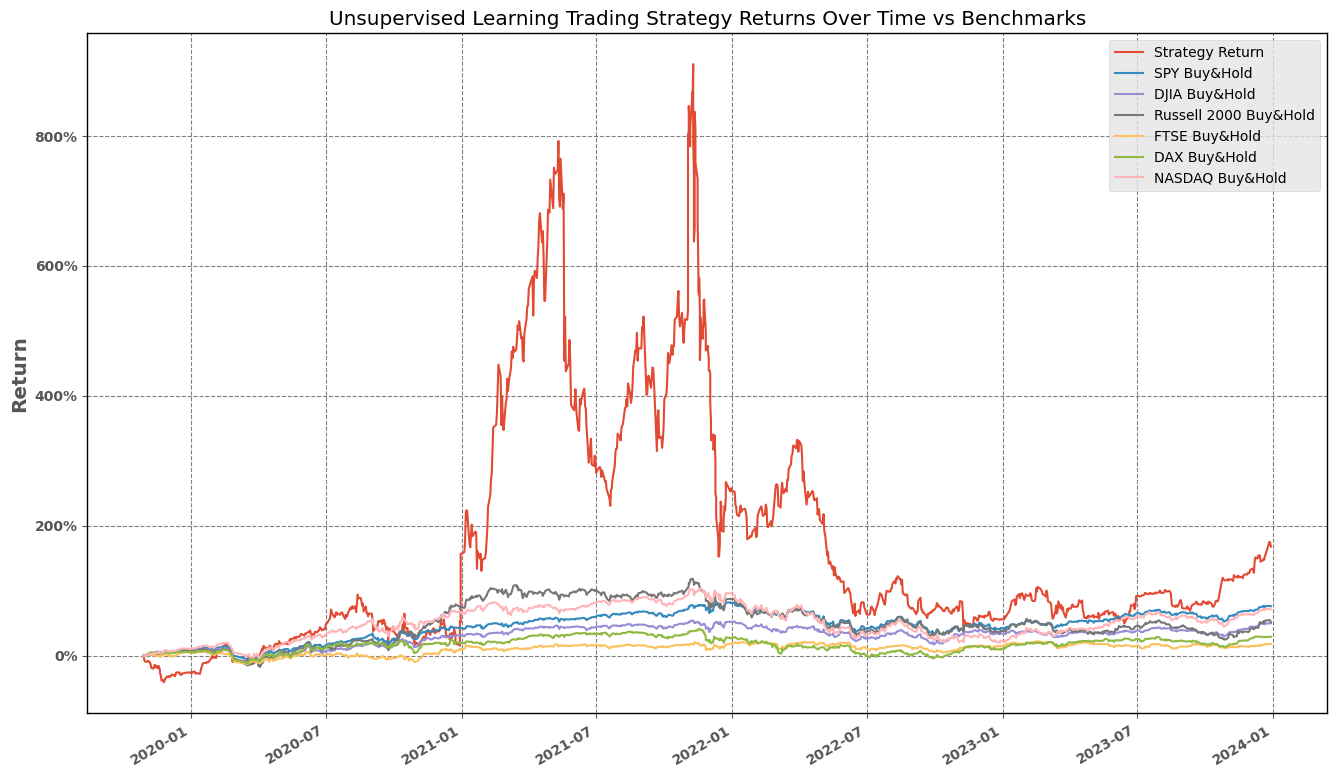 Unsupervised Learning Trading Strategy Returns Over Time vs Benchmarks
Strategy Return
SPY Buy&Hold
DJIA Buy&Hold
Russell 2000 Buy&Hold
FTSE Buy&Hold
DAX Buy&Hold
NASDAQ Buy&Hold
Return
800%
600%
400%
200%
0%
2020-01
2020-07
2021-01
2021-07
2022-01
2022-07
2023-01
2023-07
2024-01